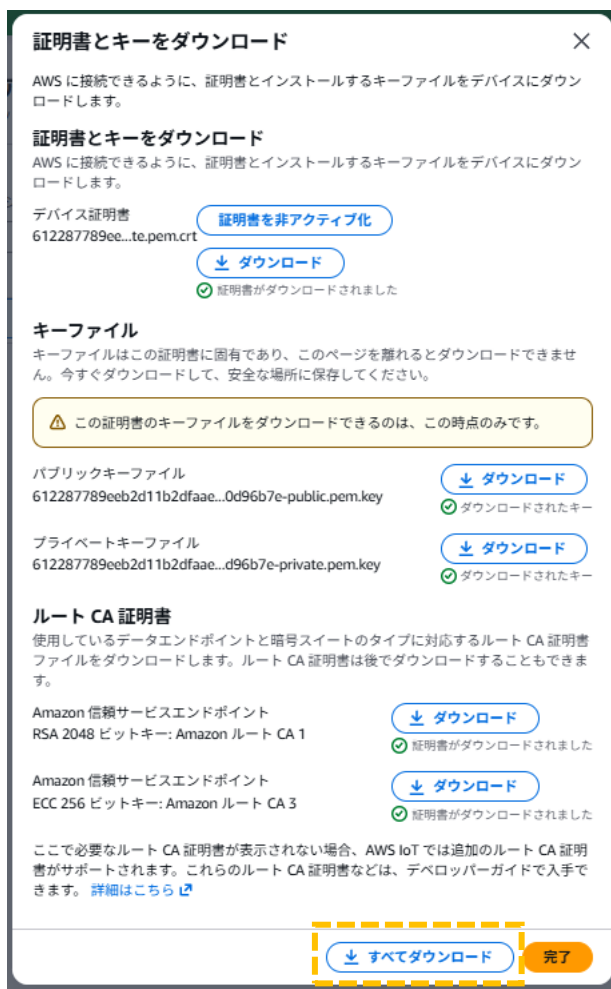 証明書とキーをダウンロード
AWS に接続できるように、証明書とインストールするキーファイルをデバイスにダウン
ロードします。
証明書とキーをダウンロード
AWS に接続できるように、証明書とインストールするキーファイルをデバイスにダウン
ロードします。
デバイス証明書
612287789ee...te.pem.crt
証明書を非アクティブ化
ダウンロード
証明書がダウンロードされました
キーファイル
キーファイルはこの証明書に固有であり、このページを離れるとダウンロードできませ
ん。今すぐダウンロードして、安全な場所に保存してください。
この証明書のキーファイルをダウンロードできるのは、この時点のみです。
パブリックキーファイル
612287789eeb2d11b2dfaae...0d96b7e-public.pem.key
ダウンロード
ダウンロードされたキー
プライベートキーファイル
612287789eeb2d11b2dfaae...d96b7e-private.pem.key
ダウンロード
ダウンロードされたキー
ルート CA 証明書
使用しているデータエンドポイントと暗号スイートのタイプに対応するルート CA 証明書
ファイルをダウンロードします。ルート CA 証明書は後でダウンロードすることもできま
す。
Amazon 信頼サービスエンドポイント
RSA 2048 ビットキー: Amazon ルート CA 1
ダウンロード
証明書がダウンロードされました
Amazon 信頼サービスエンドポイント
ECC 256 ビットキー: Amazon ルート CA 3
ダウンロード
証明書がダウンロードされました
ここで必要なルート CA 証明書が表示されない場合、AWS IoT では追加のルート CA 証明
書がサポートされます。これらのルート CA 証明書などは、デベロッパーガイドで入手で
きます。 詳細はこちら
すべてダウンロード
完了